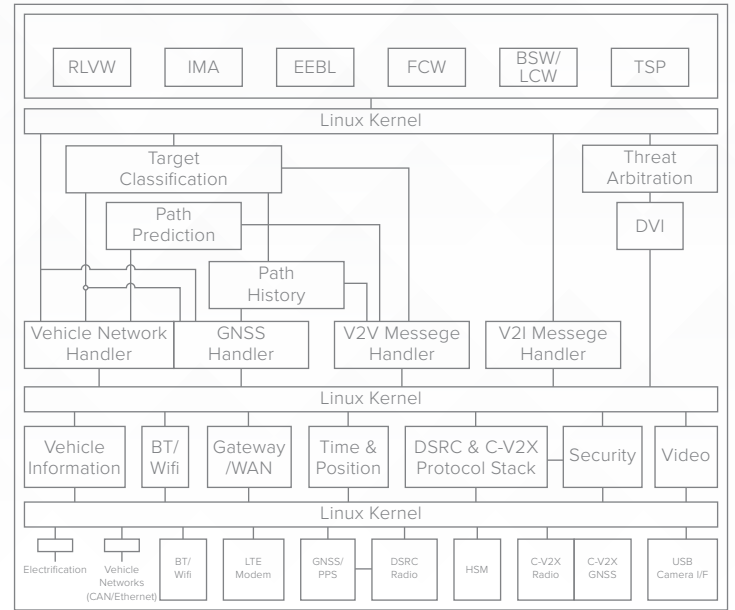 RLVW
IMA
EEBL
FCW
BSW/
LCW
TSP
Linux Kernel
Target
Classification
Threat
Arbitration
Path
Prediction
DVI
Path
History
Vehicle Network
Handler
GNSS
Handler
V2V Messege
Handler
V2I Messege
Handler
Linux Kernel
Vehicle
Information
BT/
Wifi
Gateway
/WAN
Time &
Position
DSRC & C-V2X
Protocol Stack
Security
Video
Linux Kernel
Electrification
Vehicle
Networks
(CAN/Ethernet)
BT/
Wifi
LTE
Modem
GNSS/
PPS
DSRC
Radio
HSM
C-V2X
Radio
C-V2X
GNSS
USB
Camera I/F